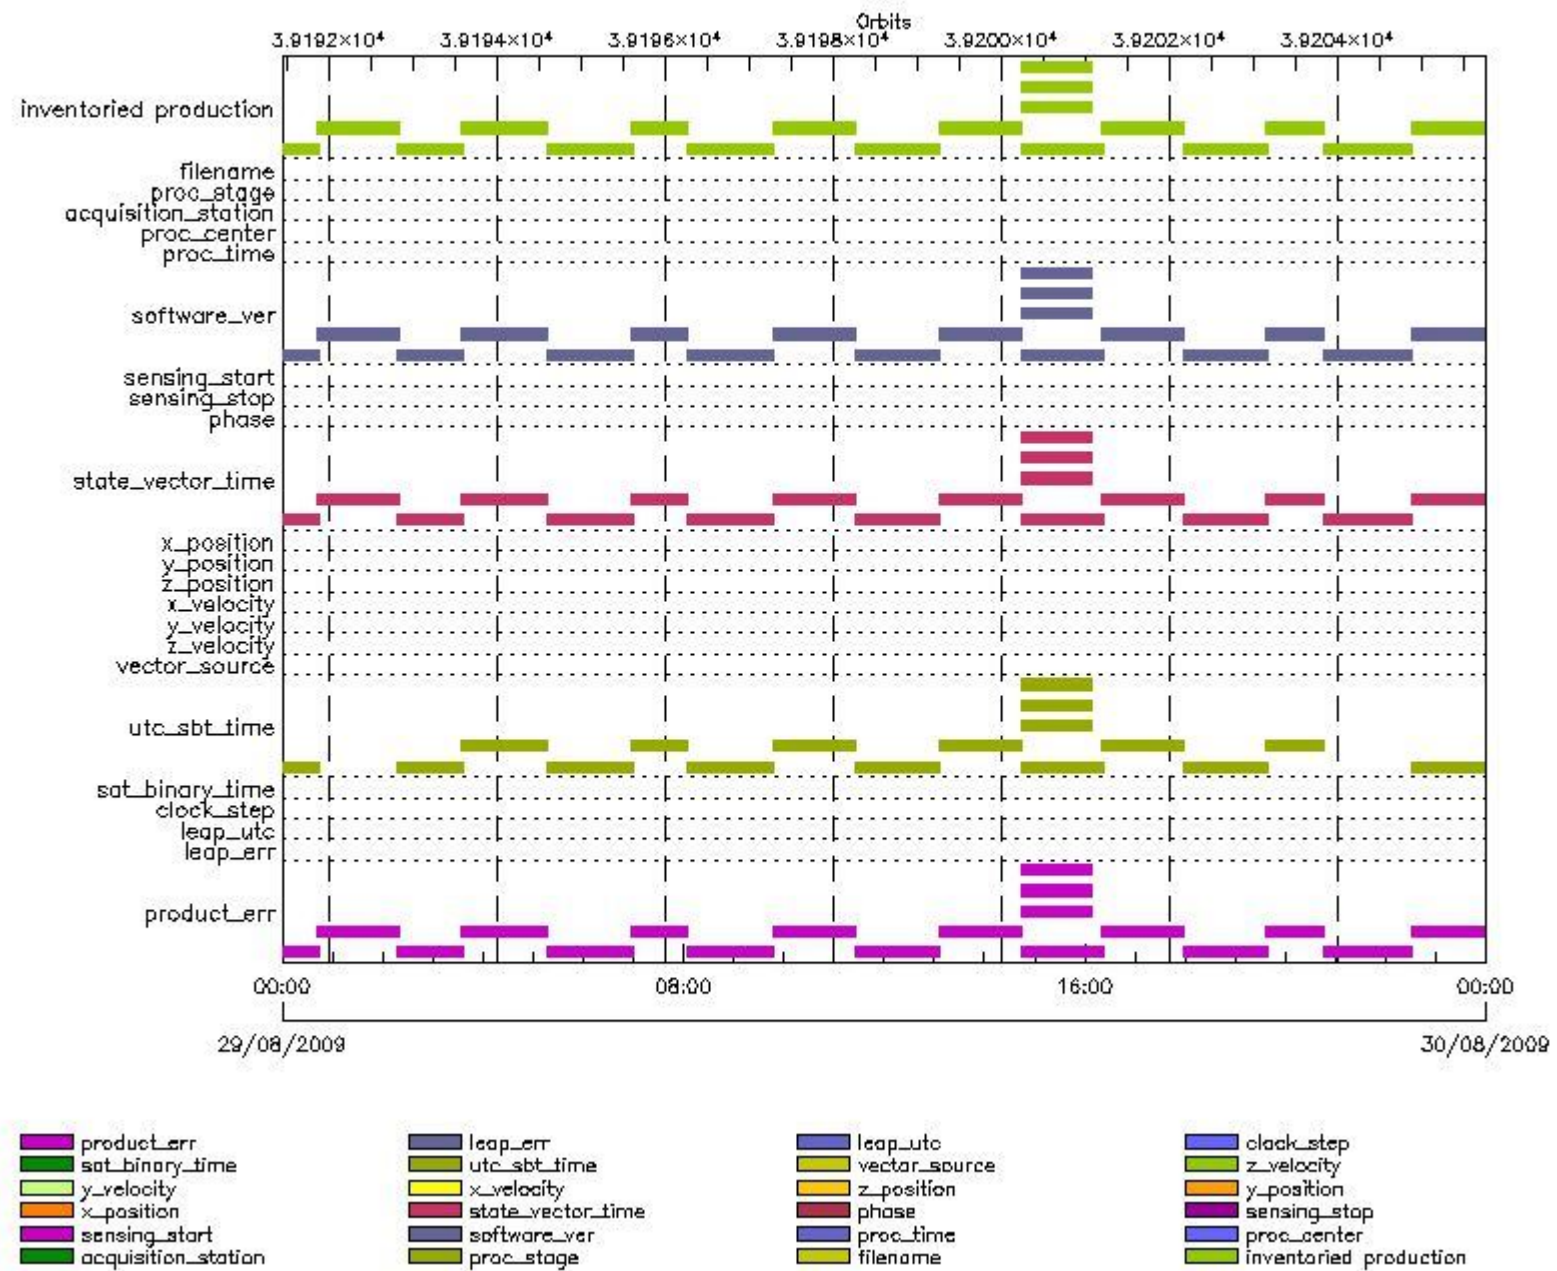 Orbits
3.9192×10⁴ 3.9194×10⁴ 3.9196×10⁴ 3.9198×10⁴ 3.9200×10⁴ 3.9202×10⁴ 3.9204×10⁴
inventoried production
filename
proc_stage
acquisition_station
proc_center
proc_time
software_ver
sensing_start
sensing_stop
phase
state_vector_time
x_position
y_position
z_position
x_velocity
y_velocity
z_velocity
vector_source
utc_sbt_time
sat_binary_time
clock_step
leap_utc
leap_err
product_err
00:00 08:00 16:00 00:00
29/08/2009 30/08/2009
product_err leap_err leap_utc clock_step
sat_binary_time utc_sbt_time vector_source z_velocity
y_velocity x_velocity z_position y_position
x_position state_vector_time phase sensing_stop
sensing_start software_ver proc_time proc_center
acquisition_station proc_stage filename inventoried production